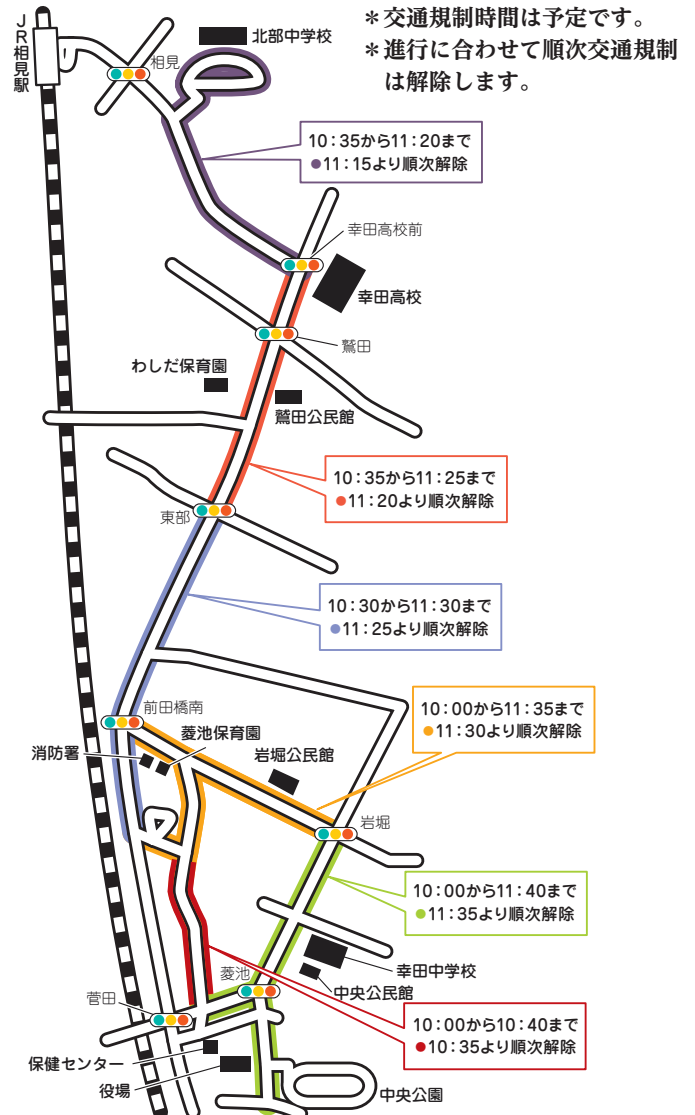 ＊交通規制時間は予定です。
＊進行に合わせて順次交通規制
は解除します。
JR相見駅
相見
北部中学校
10：35から11：20まで
●11：15より順次解除
幸田高校前
幸田高校
鷲田
わしだ保育園
鷲田公民館
10：35から11：25まで
●11：20より順次解除
東部
10：30から11：30まで
●11：25より順次解除
前田橋南
菱池保育園
消防署
岩堀公民館
10：00から11：35まで
●11：30より順次解除
岩堀
10：00から11：40まで
●11：35より順次解除
幸田中学校
菱池
中央公民館
菅田
10：00から10：40まで
●10：35より順次解除
保健センター
役場
中央公園